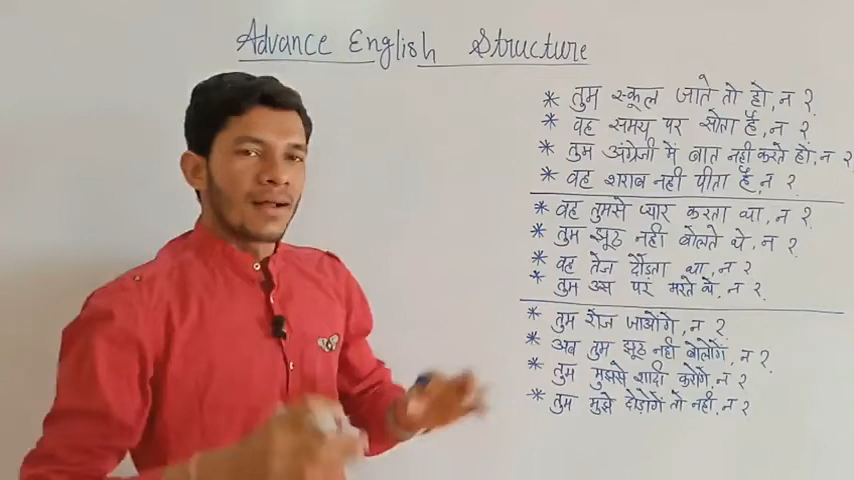 Advance English Structure
* तुम स्कूल जाते तो हो, न ?
* वह समय पर सोता है, न ?
* तुम अंग्रेजी में बात नही करते हों, न ?
* वह शराब नही पीता है, न ?
* वह तुमसे प्यार करता था, न ?
* तुम झूठ नही बोलते थे, न ?
* वह तेज दौड़ता था, न ?
* तुम उस पर मरते थे, न ?
* तुम रोज जाओगे, न ?
* अब तुम झूठ नही बोलोगें, न ?
* तुम मुझसे शादी करोगे, न ?
* तुम मुझे दोड़ोगें तो नही, न ?